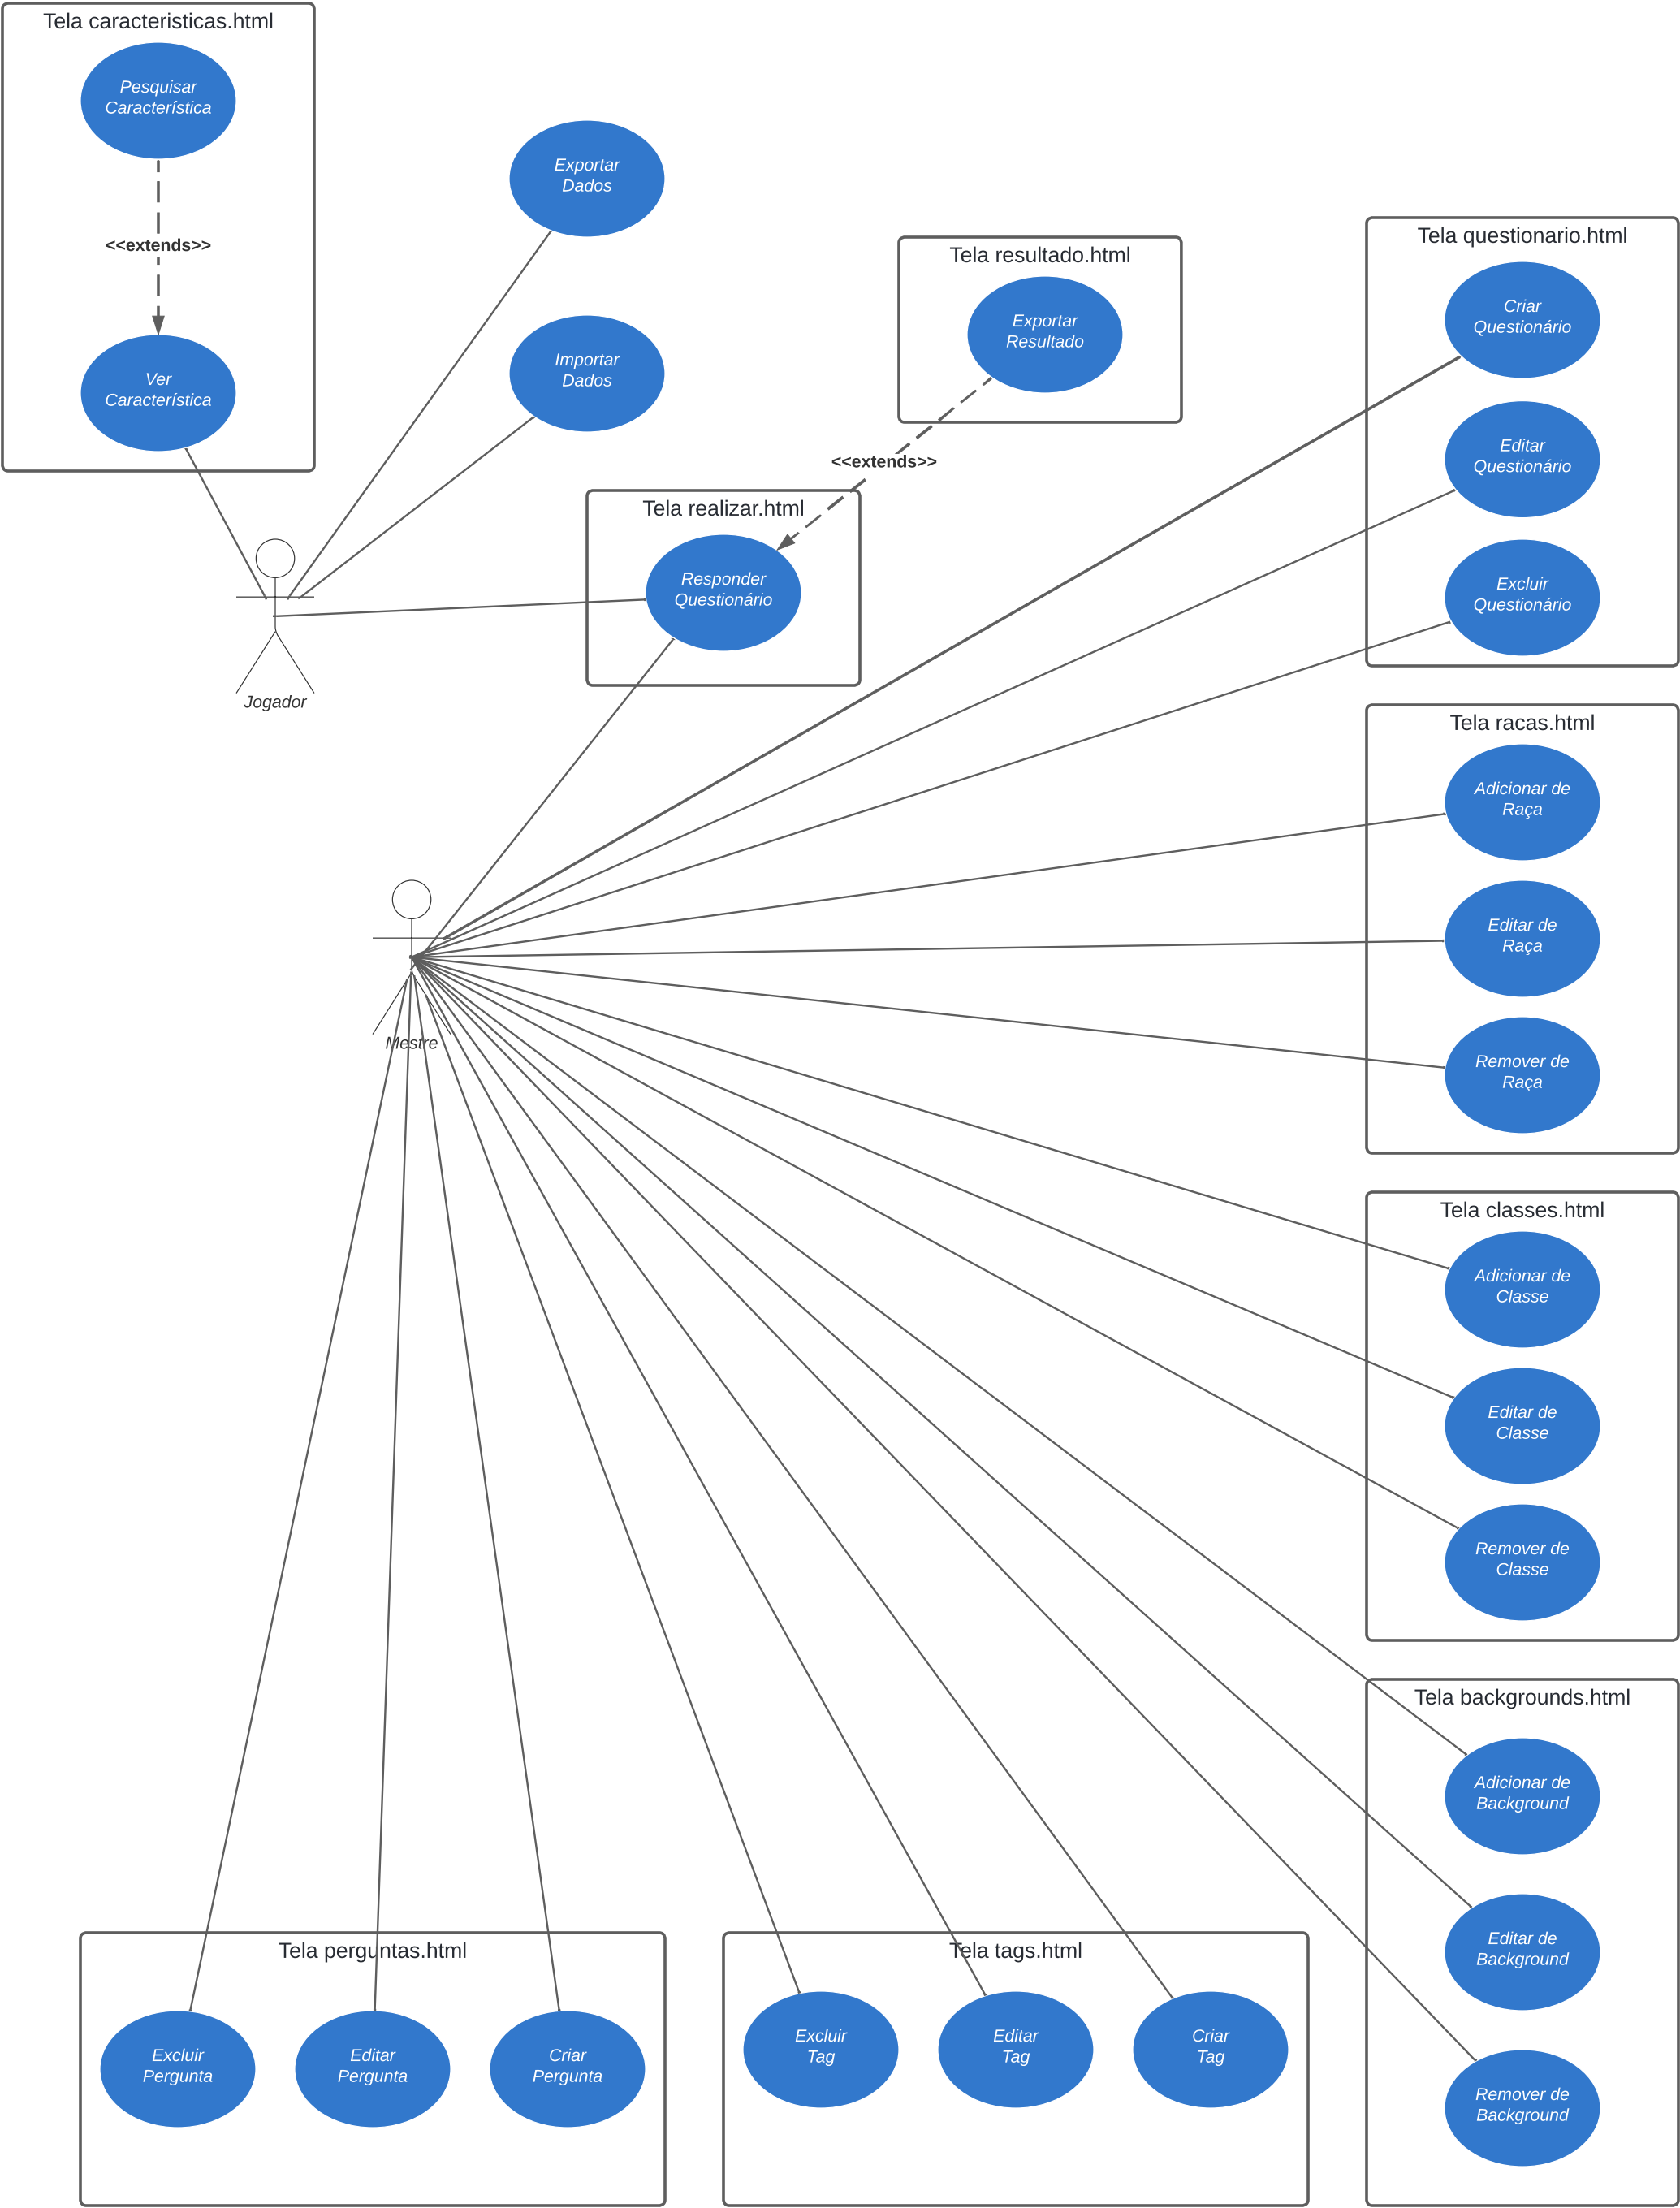 Tela caracteristicas.html
Pesquisar
Característica
<<extends>>
Ver
Característica
Exportar
Dados
Importar
Dados
Jogador
Tela resultado.html
Exportar
Resultado
<<extends>>
Tela realizar.html
Responder
Questionário
Tela questionario.html
Criar
Questionário
Editar
Questionário
Excluir
Questionário
Mestre
Tela racas.html
Adicionar de
Raça
Editar de
Raça
Remover de
Raça
Tela classes.html
Adicionar de
Classe
Editar de
Classe
Remover de
Classe
Tela backgrounds.html
Adicionar de
Background
Editar de
Background
Remover de
Background
Tela perguntas.html
Excluir
Pergunta
Editar
Pergunta
Criar
Pergunta
Tela tags.html
Excluir
Tag
Editar
Tag
Criar
Tag